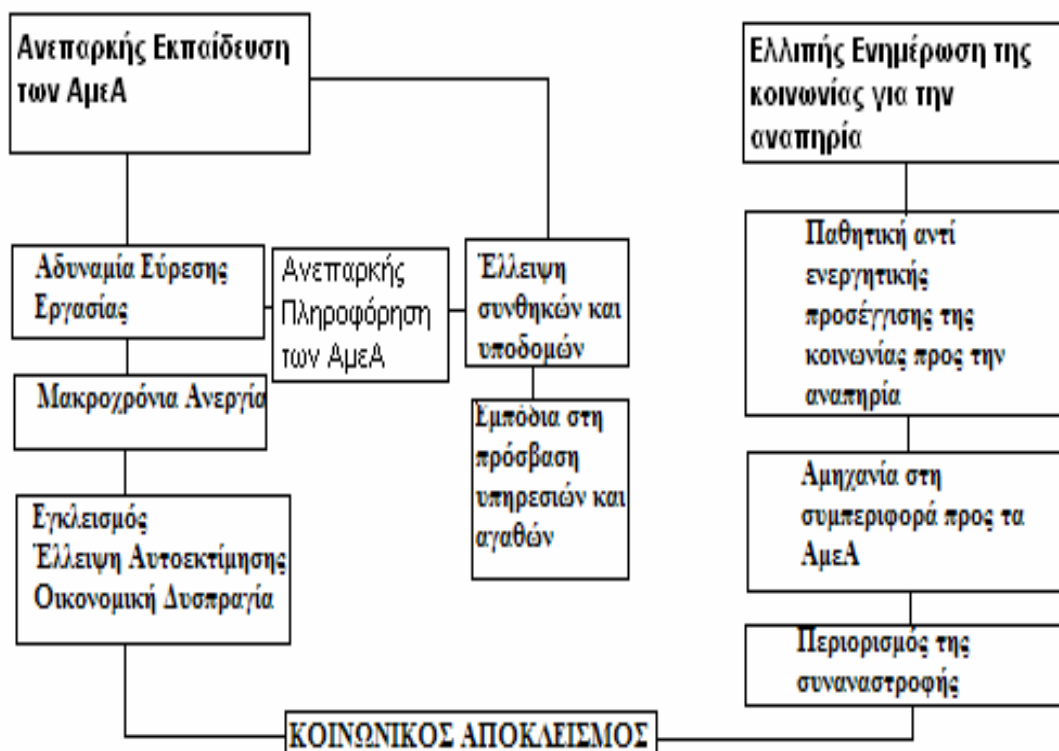 Ανεπαρκής Εκπαίδευση
των ΑμεΑ
Ελλιπής Ενημέρωση της
κοινωνίας για την
αναπηρία
Αδυναμία Εύρεσης
Εργασίας
Ανεπαρκής
Πληροφόρηση
των ΑμεΑ
Έλλειψη
συνθηκών και
υποδομών
Παθητική αντί
ενεργητικής
προσέγγισης της
κοινωνίας προς την
αναπηρία
Μακροχρόνια Ανεργία
Εμπόδια στη
πρόσβαση
υπηρεσιών και
αγαθών
Αμηχανία στη
συμπεριφορά προς τα
ΑμεΑ
Εγκλεισμός
Έλλειψη Αυτοεκτίμησης
Οικονομική Δυσπραγία
Περιορισμός της
συναναστροφής
ΚΟΙΝΩΝΙΚΟΣ ΑΠΟΚΛΕΙΣΜΟΣ